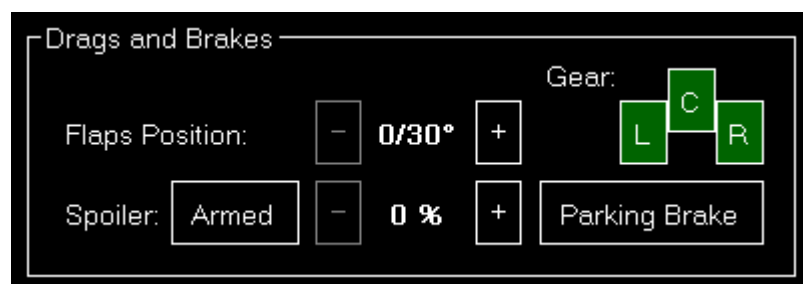 Drags and Brakes
Gear:
C
L R
Flaps Position: - 0/30° +
Spoiler: Armed - 0 % + Parking Brake